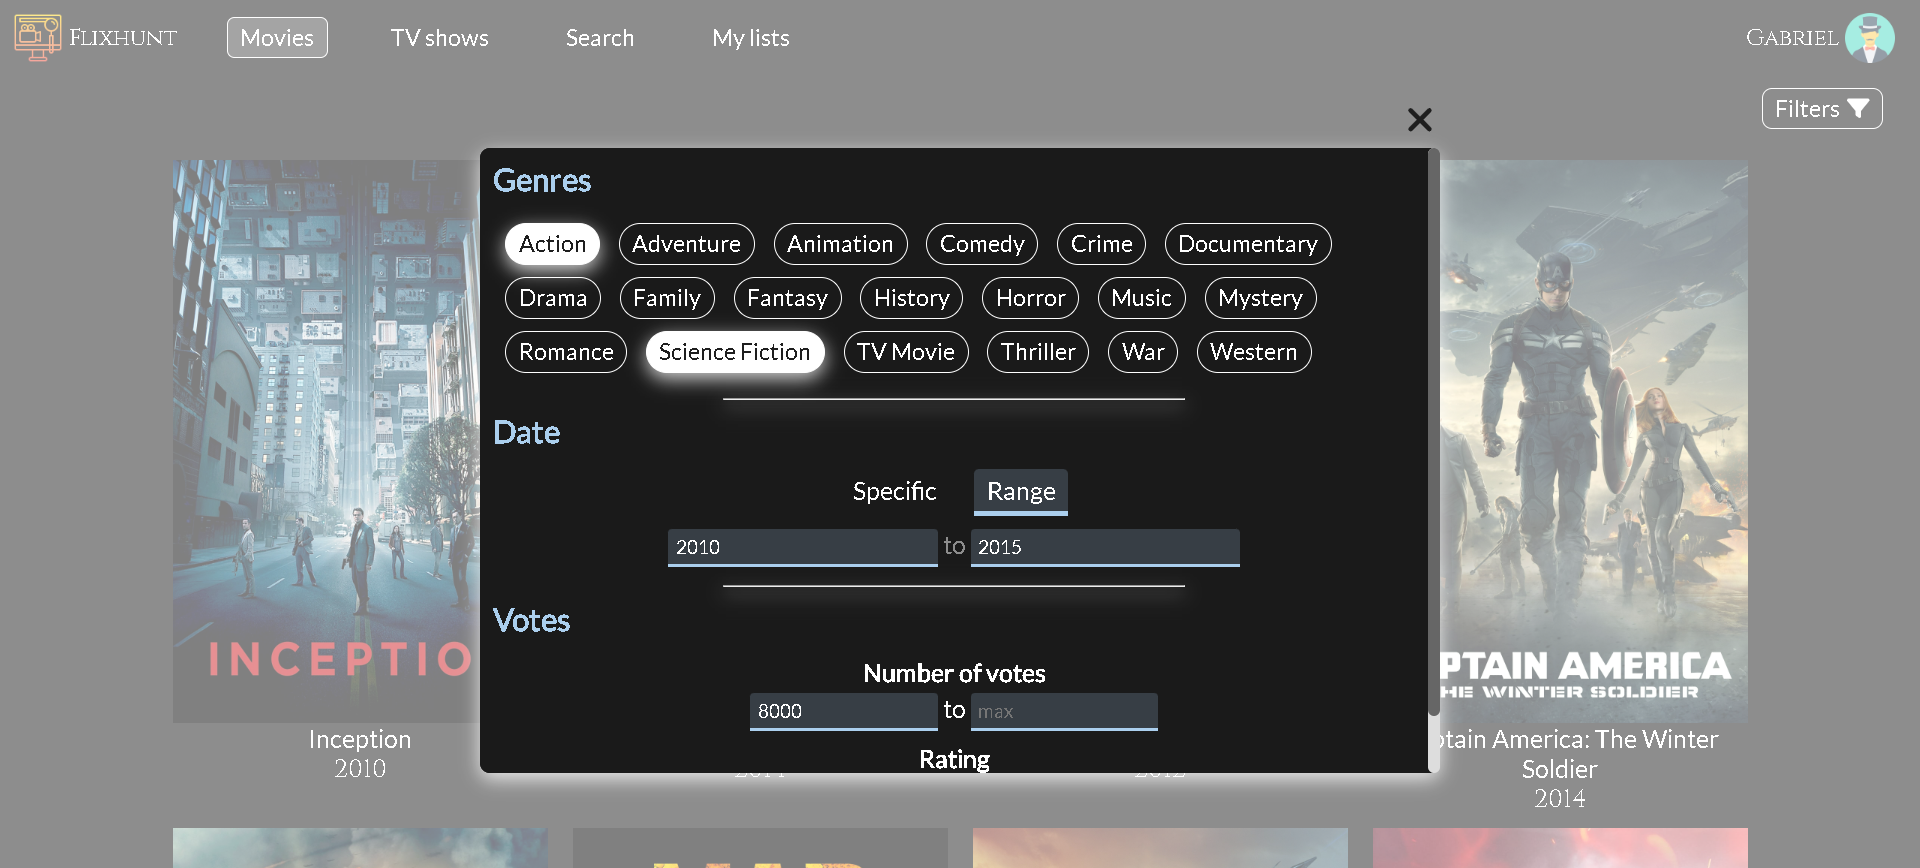 Flixhunt Movies TV shows Search My lists Gabriel
Filters
Genres
Action Adventure Animation Comedy Crime Documentary
Drama Family Fantasy History Horror Music Mystery
Romance Science Fiction TV Movie Thriller War Western
Date
Specific Range
2010 to 2015
Votes
Number of votes
8000 to max
Rating
INCEPTIO
PTAIN AMERICA
HE WINTER SOLDIER
Inception
2010
2012
ptain America: The Winter
Soldier
2014